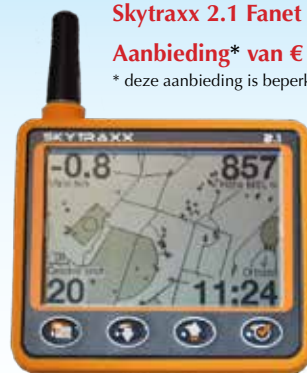 Skytraxx 2.1 Fanet
Aanbieding* van €
* deze aanbieding is beperk
SKYTRAXX 2.1
-0.8 857
20 11:24